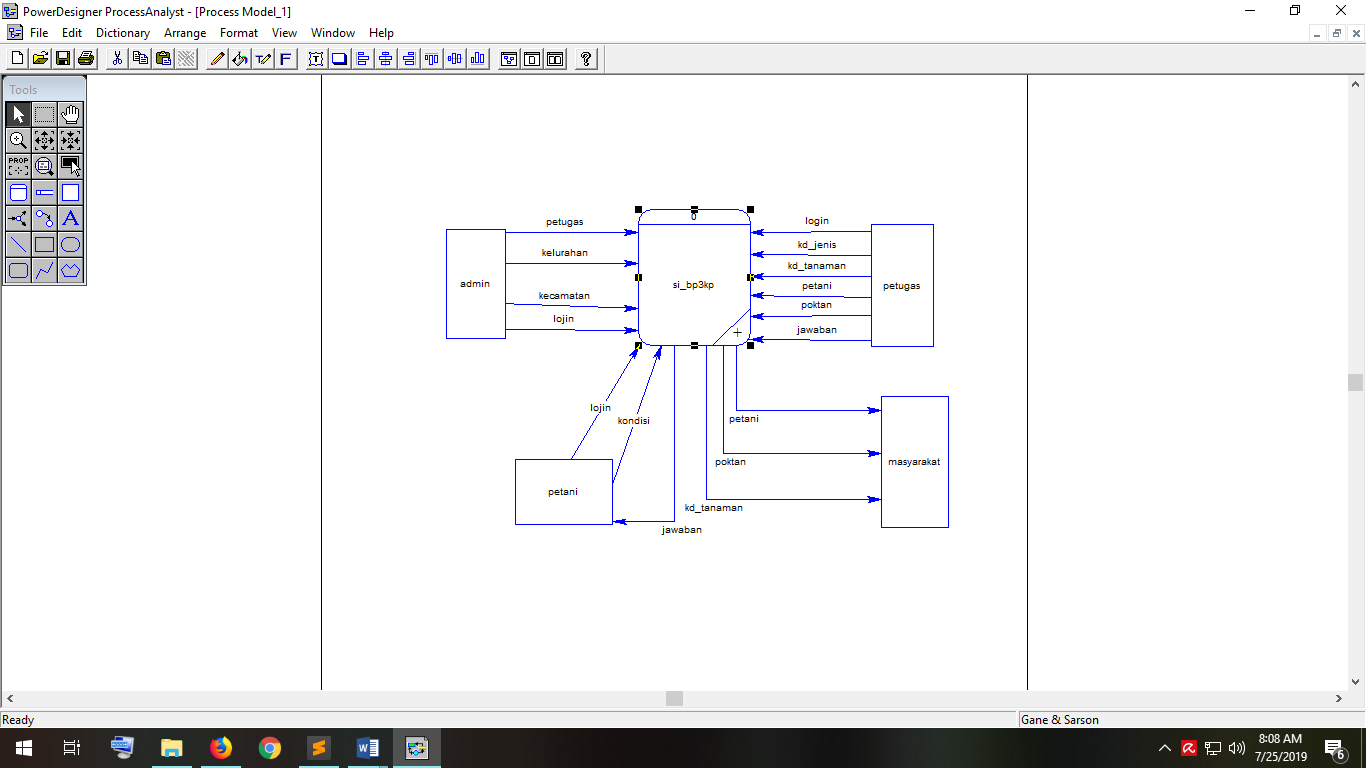 PowerDesigner ProcessAnalyst - [Process Model_1]
File Edit Dictionary Arrange Format View Window Help
Tools
PROP
A
T
F
T
?
0
petugas
kelurahan
kecamatan
lojin
admin
si_bp3kp
login
kd_jenis
kd_tanaman
petani
poktan
jawaban
petugas
lojin
kondisi
petani
jawaban
petani
poktan
kd_tanaman
masyarakat
Ready
Gane & Sarson
W
8:08 AM
7/25/2019
6